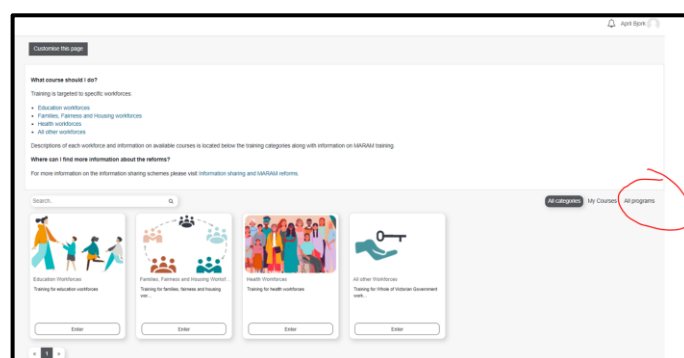 April Bjork
Customise this page
What course should I do?
Training is targeted to specific workforces:
• Education workforces
• Families, Fairness and Housing workforces
• Health workforces
• All other workforces
Descriptions of each workforce and information on available courses is located below the training categories along with information on MARAM training.
Where can I find more information about the reforms?
For more information on the information sharing schemes please visit Information sharing and MARAM reforms.
Search...
All categories My Courses All programs
Education Workforces
Training for education workforces
Enter
Families, Fairness and Housing Workf...
Training for families, fairness and housing
wor...
Enter
Health Workforces
Training for health workforces
Enter
All other Workforces
Training for Whole of Victorian Government
work...
Enter
« 1 »